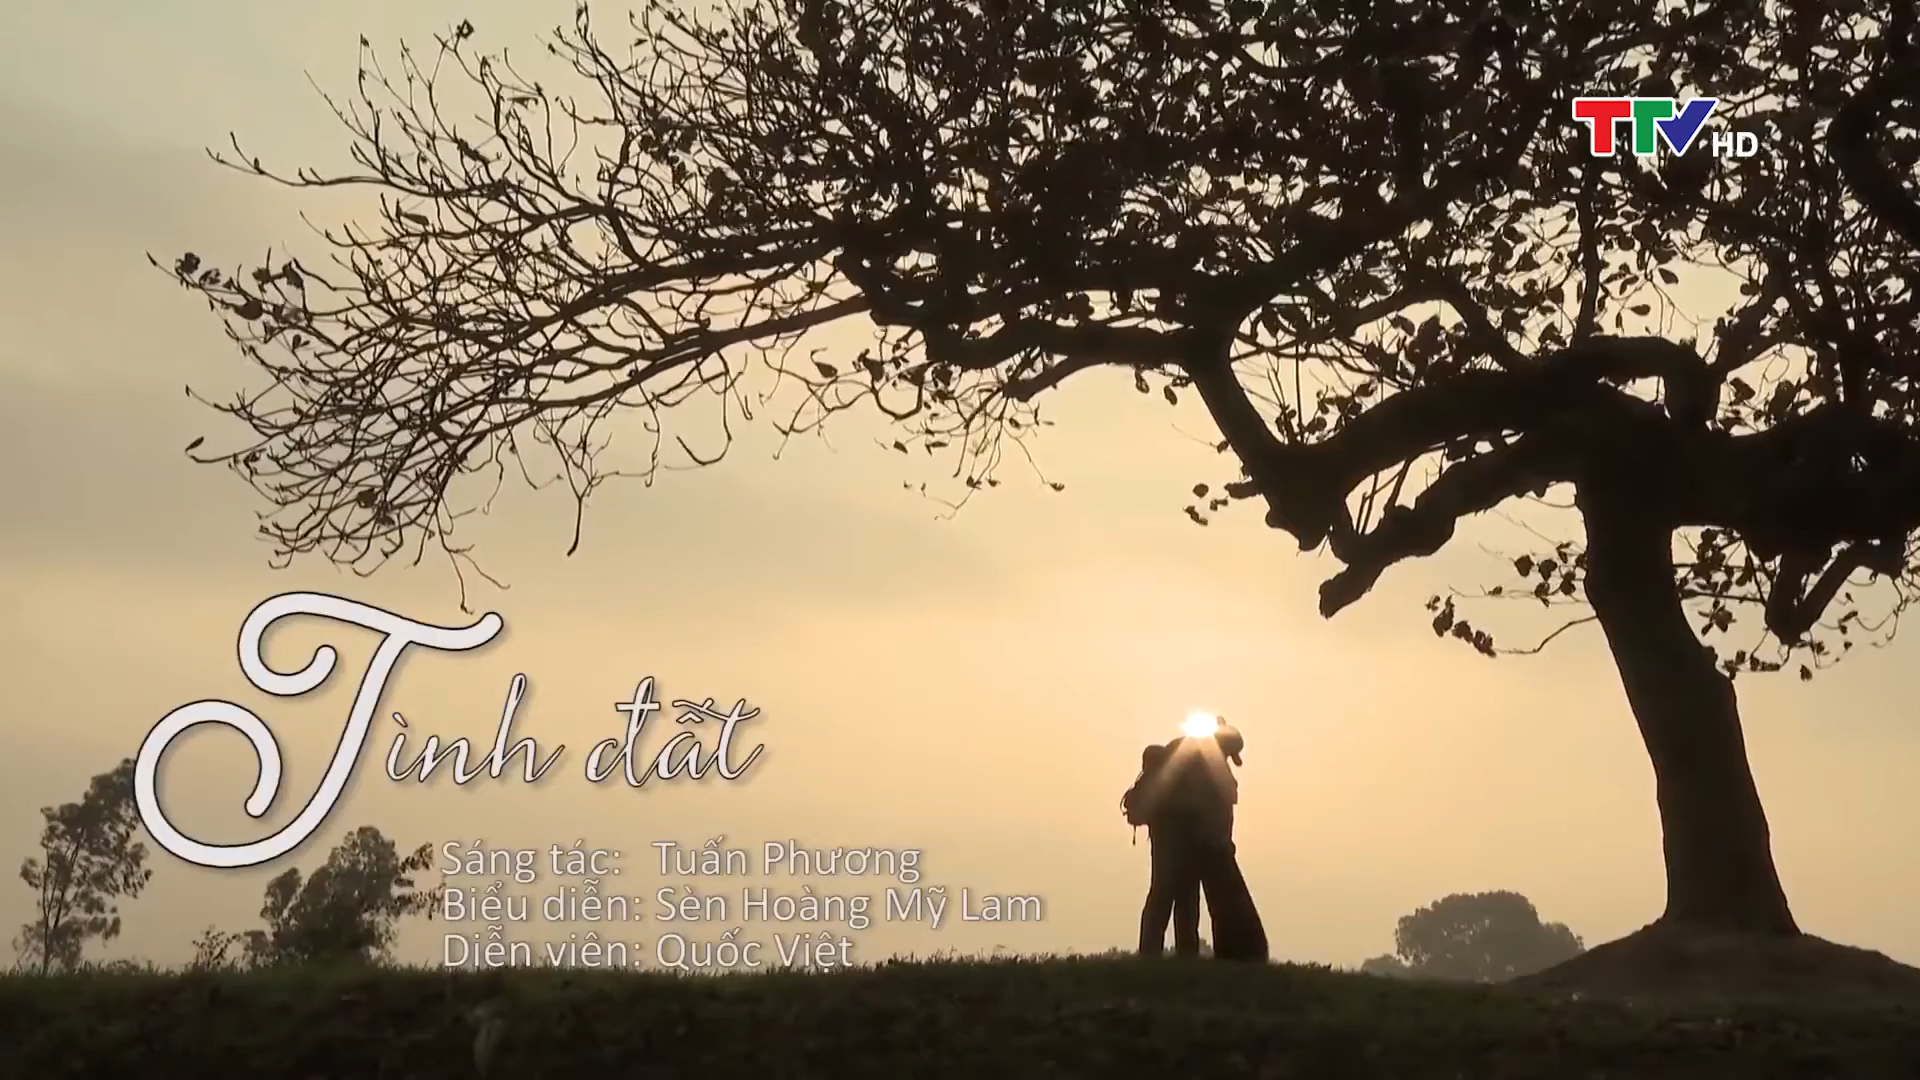 TTV HD
Tình đất
Sáng tác: Tuấn Phương
Biểu diễn: Sèn Hoàng Mỹ Lam
Diễn viên: Quốc Việt